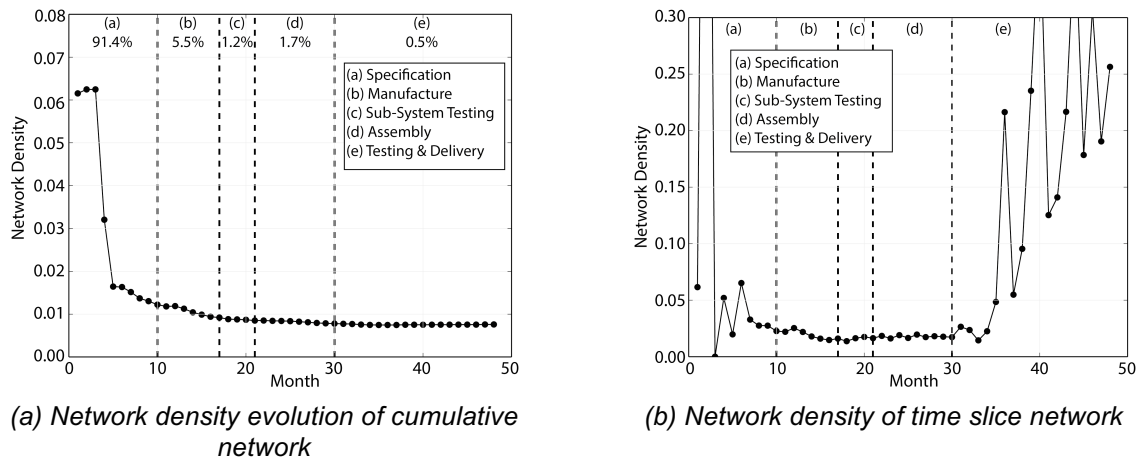 (a) (b) (c) (d) (e)
91.4% 5.5% 1.2% 1.7% 0.5%
(a) Specification
(b) Manufacture
(c) Sub-System Testing
(d) Assembly
(e) Testing & Delivery
Network Density
0.08
0.07
0.06
0.05
0.04
0.03
0.02
0.01
0.00
0 10 20 30 40 50
Month
(a) Network density evolution of cumulative
network
(a) (b) (c) (d) (e)
(a) Specification
(b) Manufacture
(c) Sub-System Testing
(d) Assembly
(e) Testing & Delivery
Network Density
0.30
0.25
0.20
0.15
0.10
0.05
0.00
0 10 20 30 40 50
Month
(b) Network density of time slice network